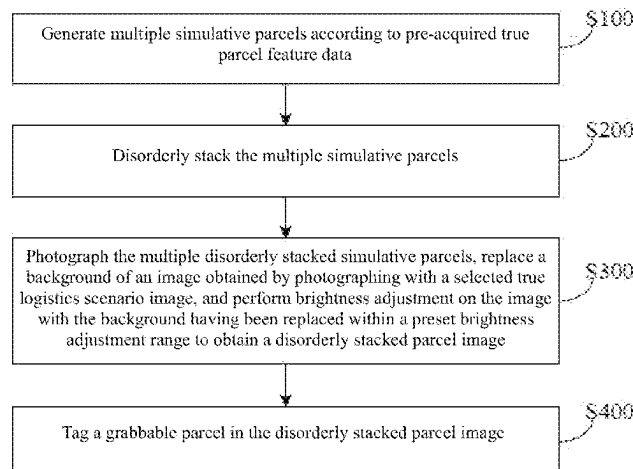 S100
Generate multiple simulative parcels according to pre-acquired true
parcel feature data
S200
Disorderly stack the multiple simulative parcels
S300
Photograph the multiple disorderly stacked simulative parcels, replace a
background of an image obtained by photographing with a selected true
logistics scenario image, and perform brightness adjustment on the image
with the background having been replaced within a preset brightness
adjustment range to obtain a disorderly stacked parcel image
S400
Tag a grabbable parcel in the disorderly stacked parcel image